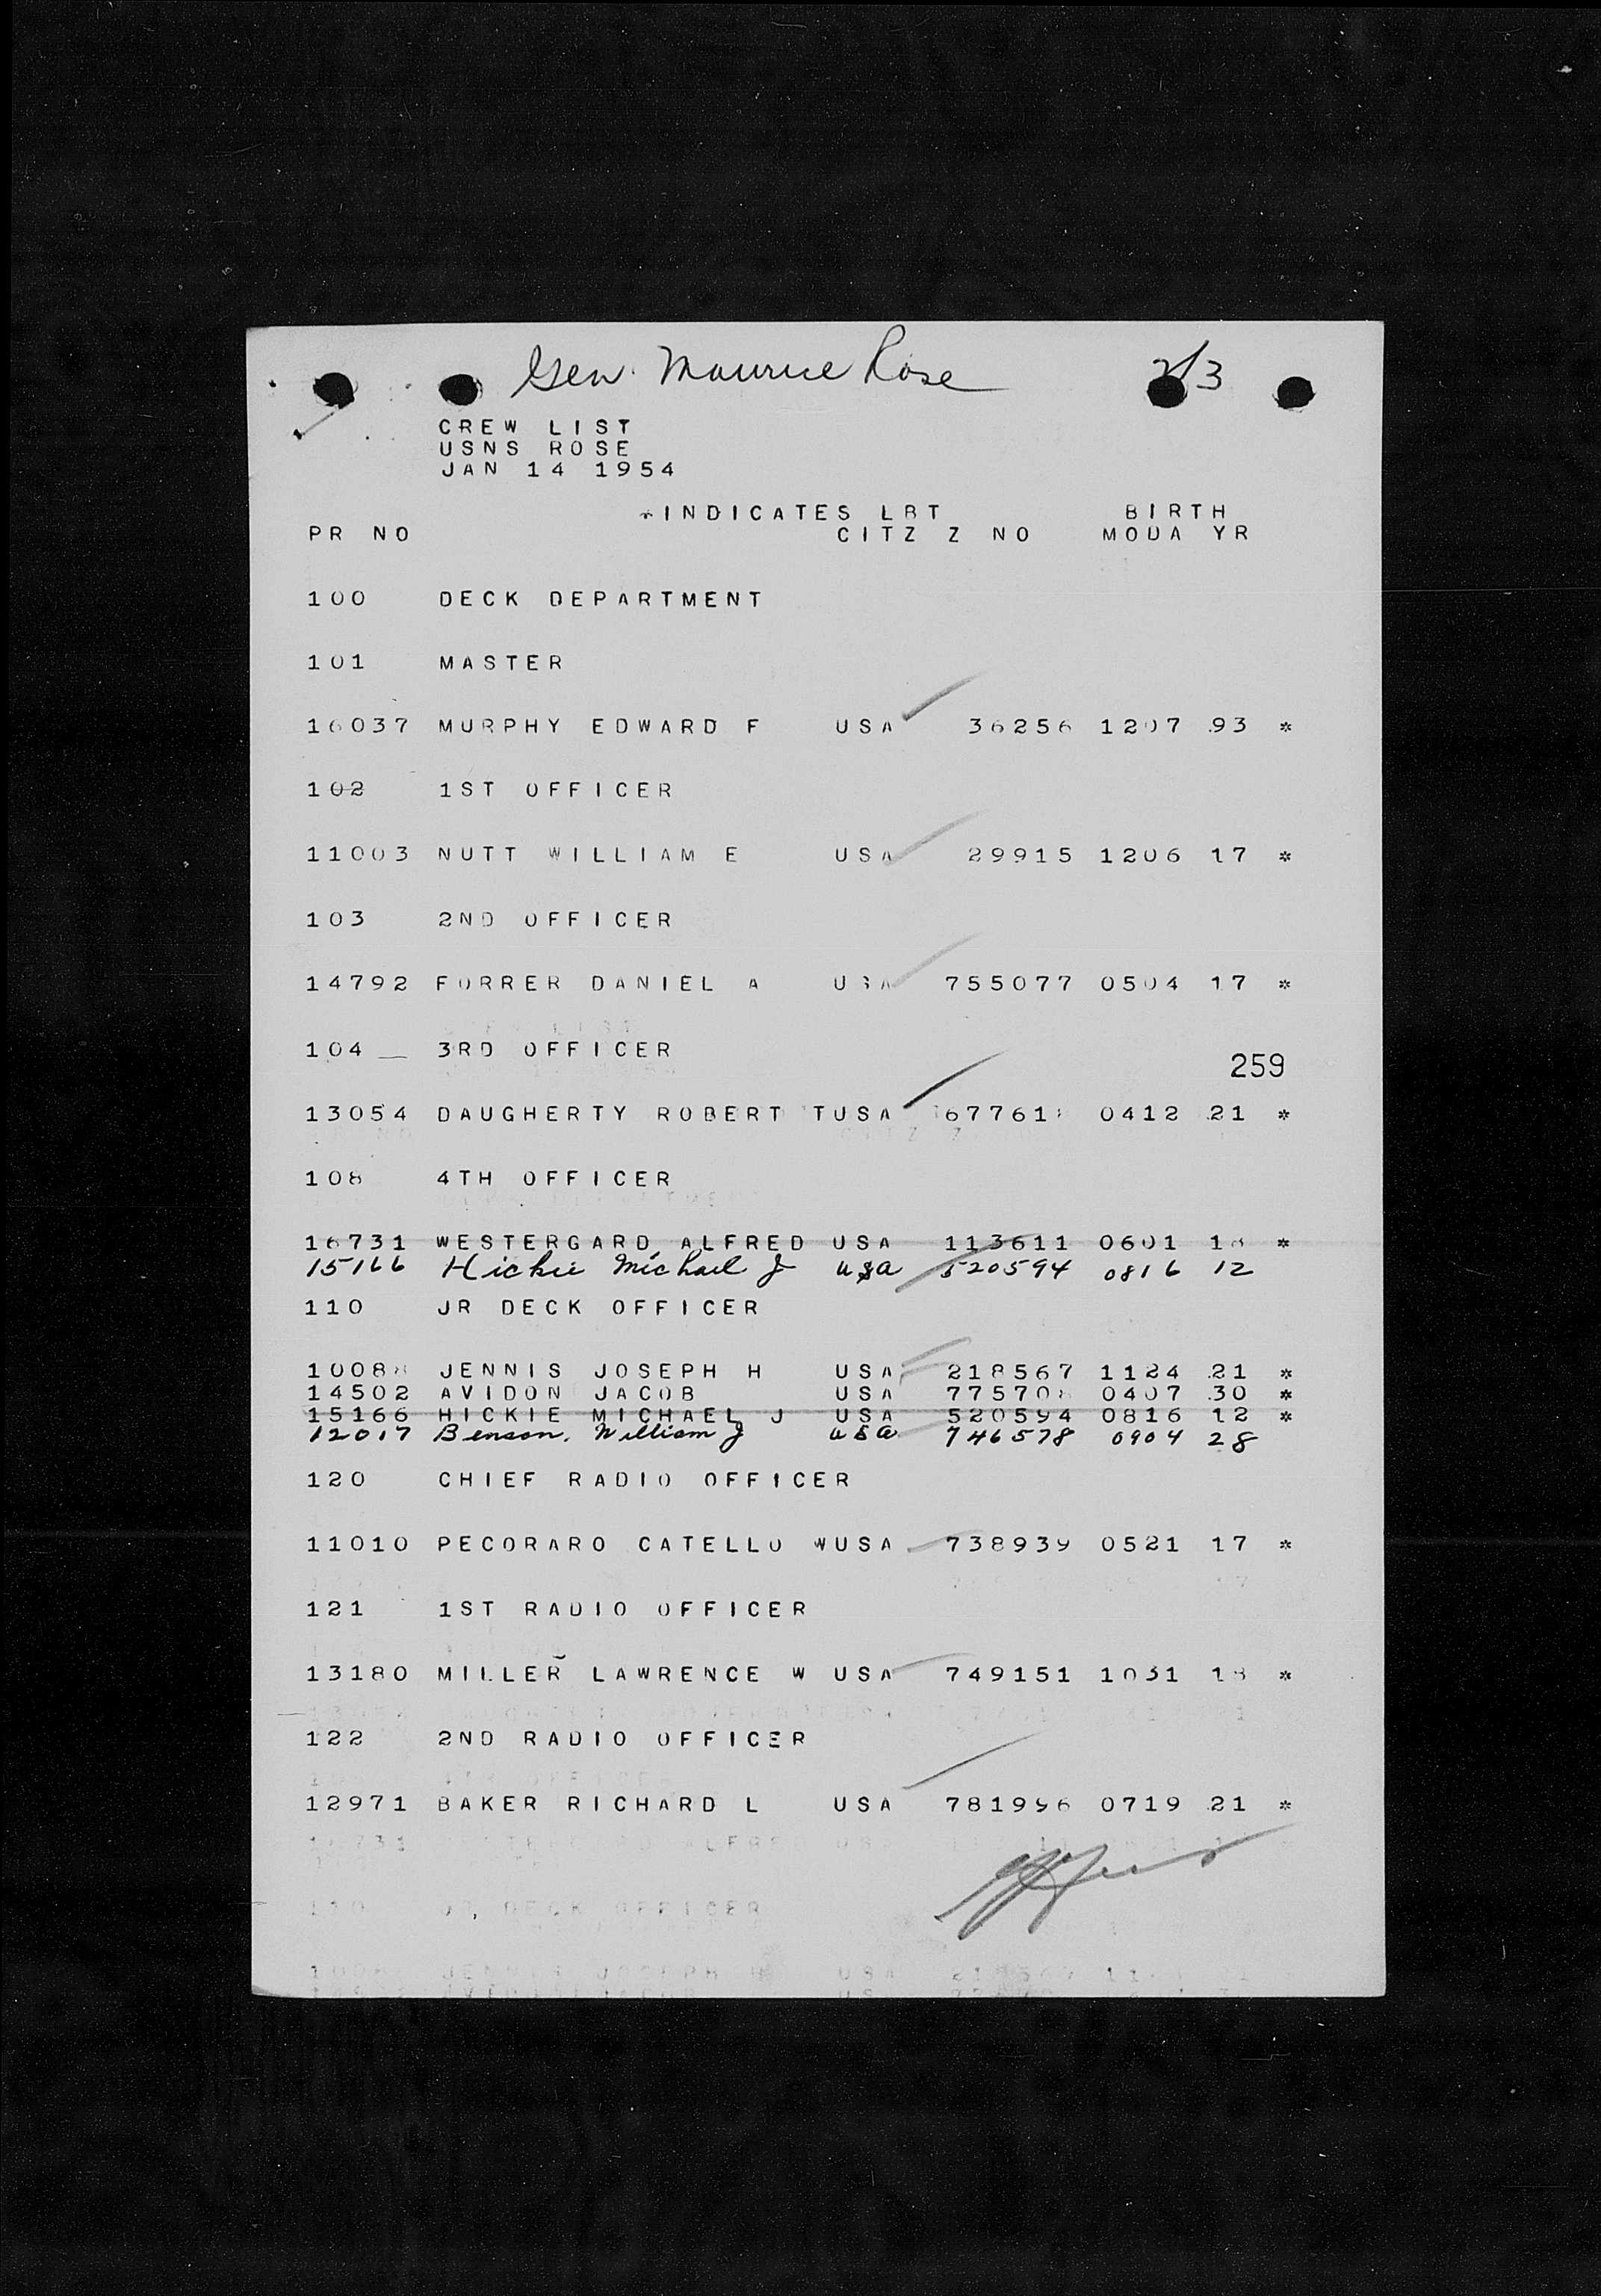 Gen. Maurice Rose 2/3
CREW LIST
USNS ROSE
JAN 14 1954
*INDICATES LBT BIRTH
PR NO CITZ Z NO MODA YR
100 DECK DEPARTMENT
101 MASTER
16037 MURPHY EDWARD F USA 36256 1207 93 *
102 1ST OFFICER
11003 NUTT WILLIAM E USA 29915 1206 17 *
103 2ND OFFICER
14792 FORRER DANIEL A USA 755077 0504 17 *
104 3RD OFFICER
259
13054 DAUGHERTY ROBERT TUSA 0412 21 *
108 4TH OFFICER
16731 WESTERGARD ALFRED USA 113611 0601 *
15166 Hickie Michael J USA 520594 0816 12
110 JR DECK OFFICER
10088 JENNIS JOSEPH H USA 218567 1124 21 *
14502 AVIDON JACOB USA 775708 0407 30 *
15166 HICKIE MICHAEL J USA 520594 0816 12 *
12017 Benson, William J USA 746578 0904 28
120 CHIEF RADIO OFFICER
11010 PECORARO CATELLO WUSA 738939 0521 17 *
121 1ST RADIO OFFICER
13180 MILLER LAWRENCE W USA 749151 1031 18 *
122 2ND RADIO OFFICER
12971 BAKER RICHARD L USA 781996 0719 21 *